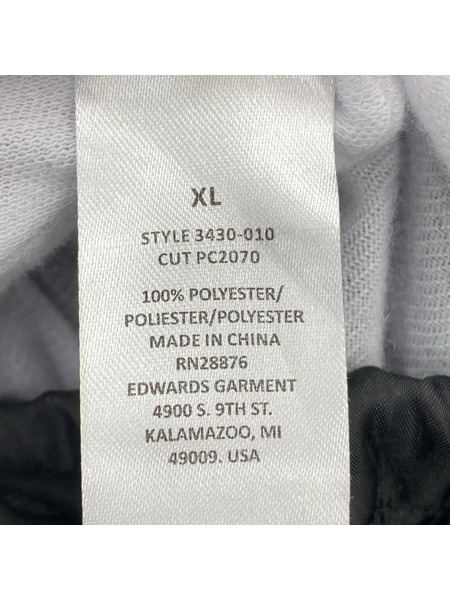 XL
STYLE 3430-010
CUT PC2070
100% POLYESTER/
POLIESTER/POLYESTER
MADE IN CHINA
RN28876
EDWARDS GARMENT
4900 S. 9TH ST.
KALAMAZOO, MI
49009. USA